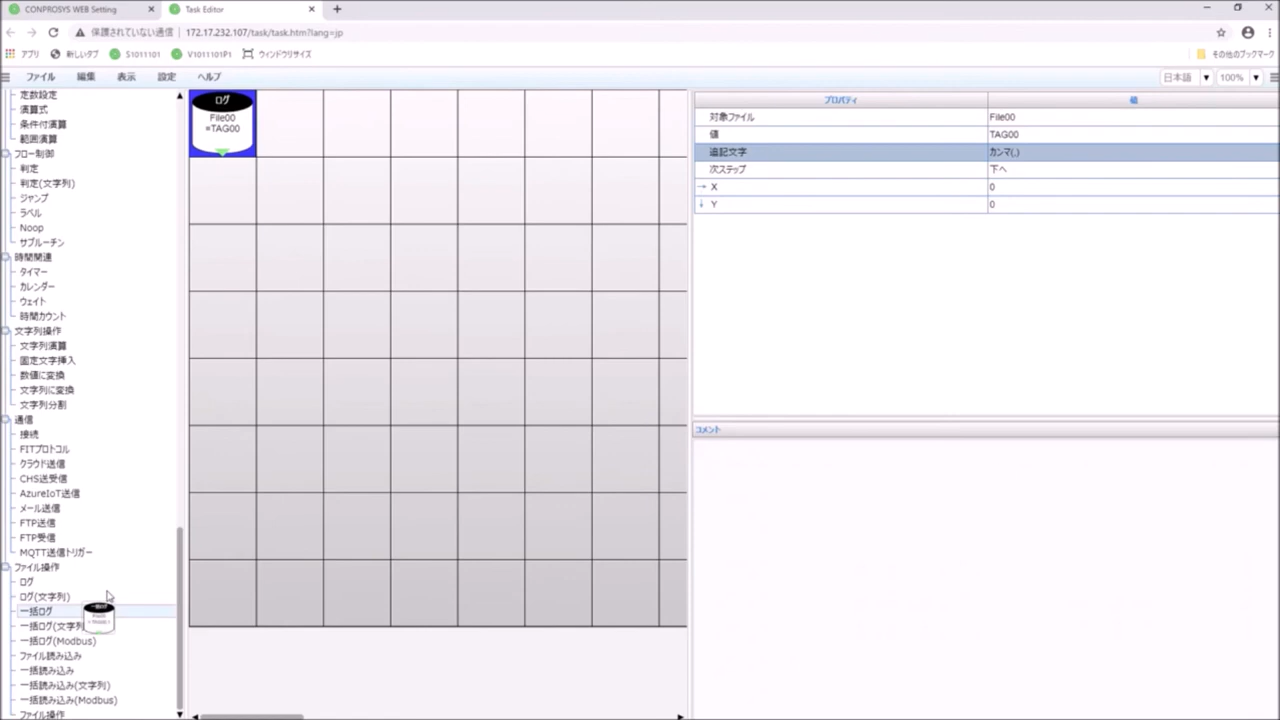 CONPROSYS WEB Setting
Task Editor
保護されていない通信
172.17.232.107/task/task.htm?lang=jp
アプリ
新しいタブ
S1011101
V1011101P1
ウィンドウリサイズ
その他のブックマーク
ファイル
編集
表示
設定
ヘルプ
日本語
100%
定数設定
演算式
条件付演算
範囲演算
フロー制御
判定
判定(文字列)
ジャンプ
ラベル
Noop
サブルーチン
時間関連
タイマー
カレンダー
ウェイト
時間カウント
文字列操作
文字列演算
固定文字挿入
数値に変換
文字列に変換
文字列分割
通信
接続
FITプロトコル
クラウド送信
CHS送受信
AzureIoT送信
メール送信
FTP送信
FTP受信
MQTT送信トリガー
ファイル操作
ログ
ログ(文字列)
一括ログ
一括ログ(文字列
一括ログ(Modbus)
ファイル読み込み
一括読み込み
一括読み込み(文字列)
一括読み込み(Modbus)
ファイル操作
ログ
File00
=TAG00
プロパティ
値
対象ファイル
File00
値
TAG00
追記文字
カンマ(,)
次ステップ
下へ
X
0
Y
0
コメント